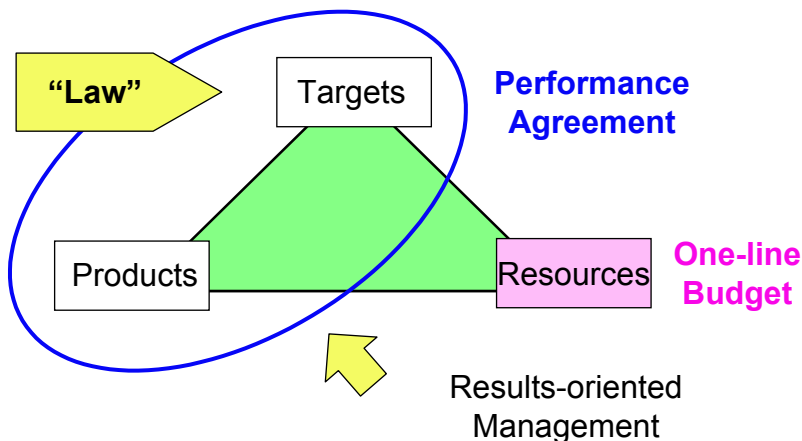 “Law”
Targets
Performance
Agreement
Products
Resources
One-line
Budget
Results-oriented
Management